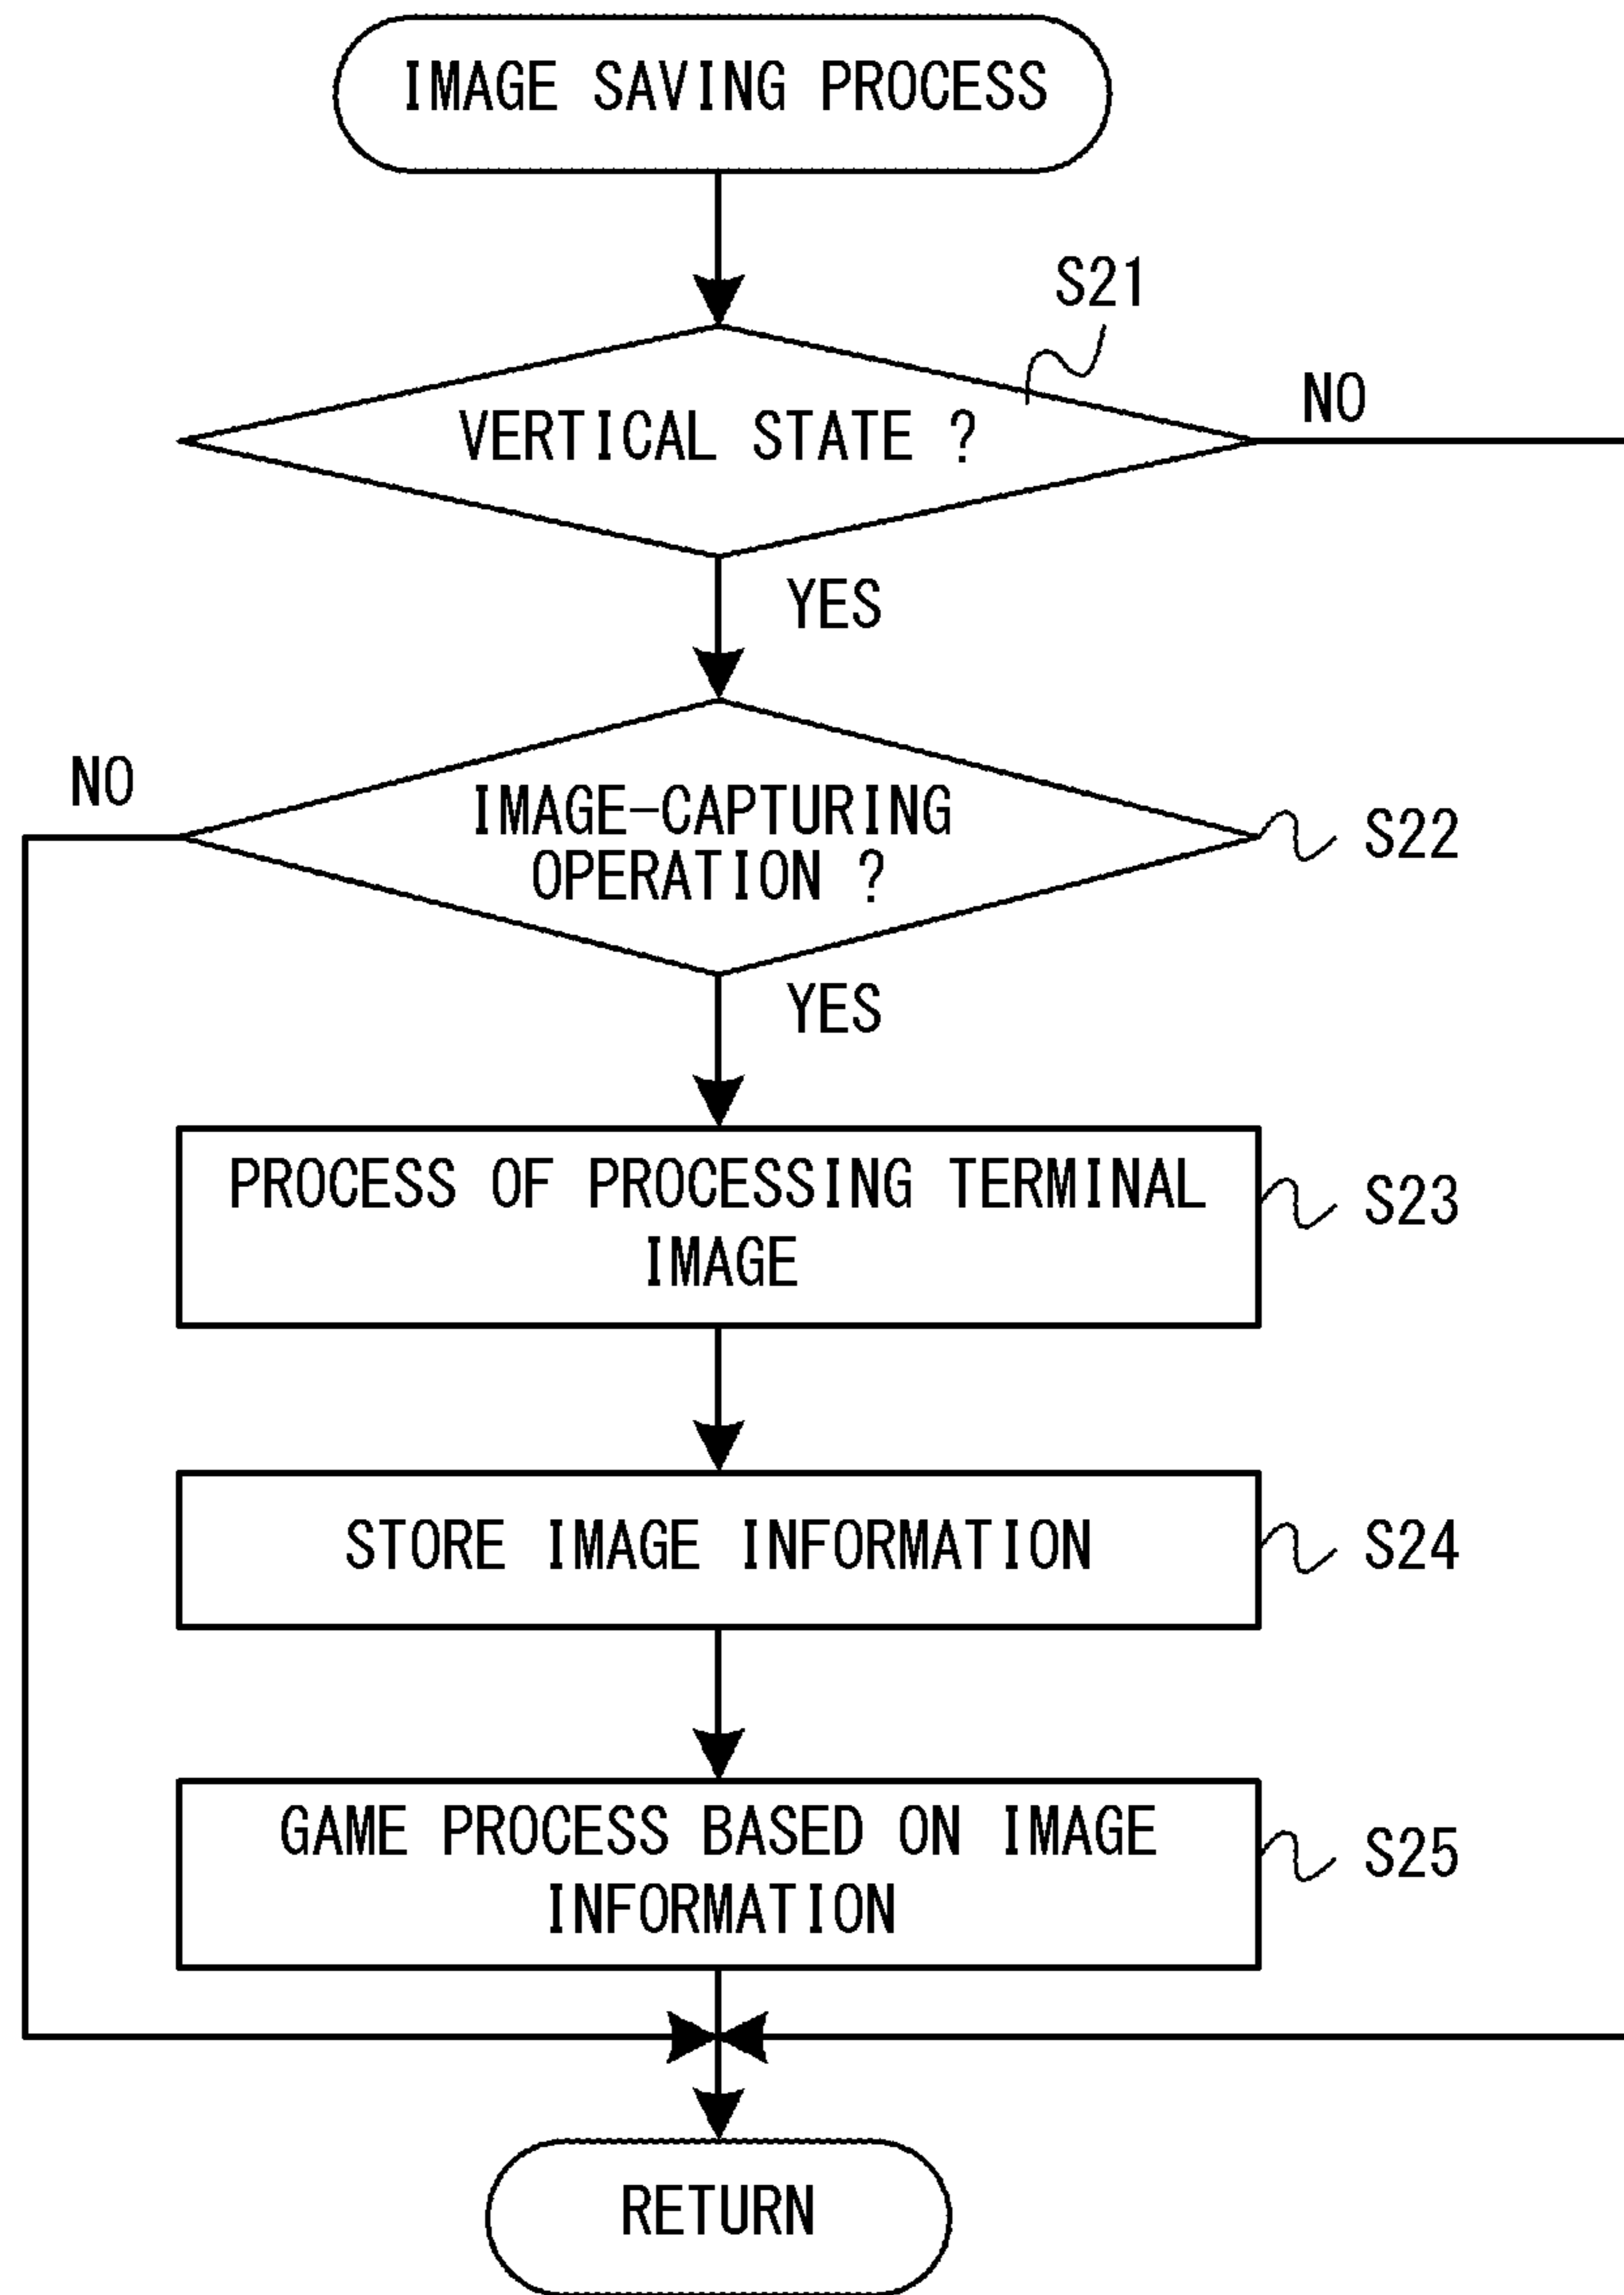 IMAGE SAVING PROCESS
S21
VERTICAL STATE ?
NO
YES
NO
IMAGE-CAPTURING
OPERATION ?
S22
YES
PROCESS OF PROCESSING TERMINAL
IMAGE
S23
STORE IMAGE INFORMATION
S24
GAME PROCESS BASED ON IMAGE
INFORMATION
S25
RETURN